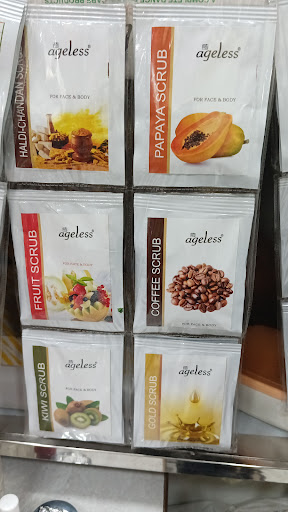 HALDI-CHANDAN SCRUB
ageless®
FOR FACE & BODY
PAPAYA SCRUB
ageless®
FOR FACE & BODY
FRUIT SCRUB
ageless®
FOR FACE & BODY
COFFEE SCRUB
ageless®
FOR FACE & BODY
KIWI SCRUB
ageless®
FOR FACE & BODY
GOLD SCRUB
ageless®